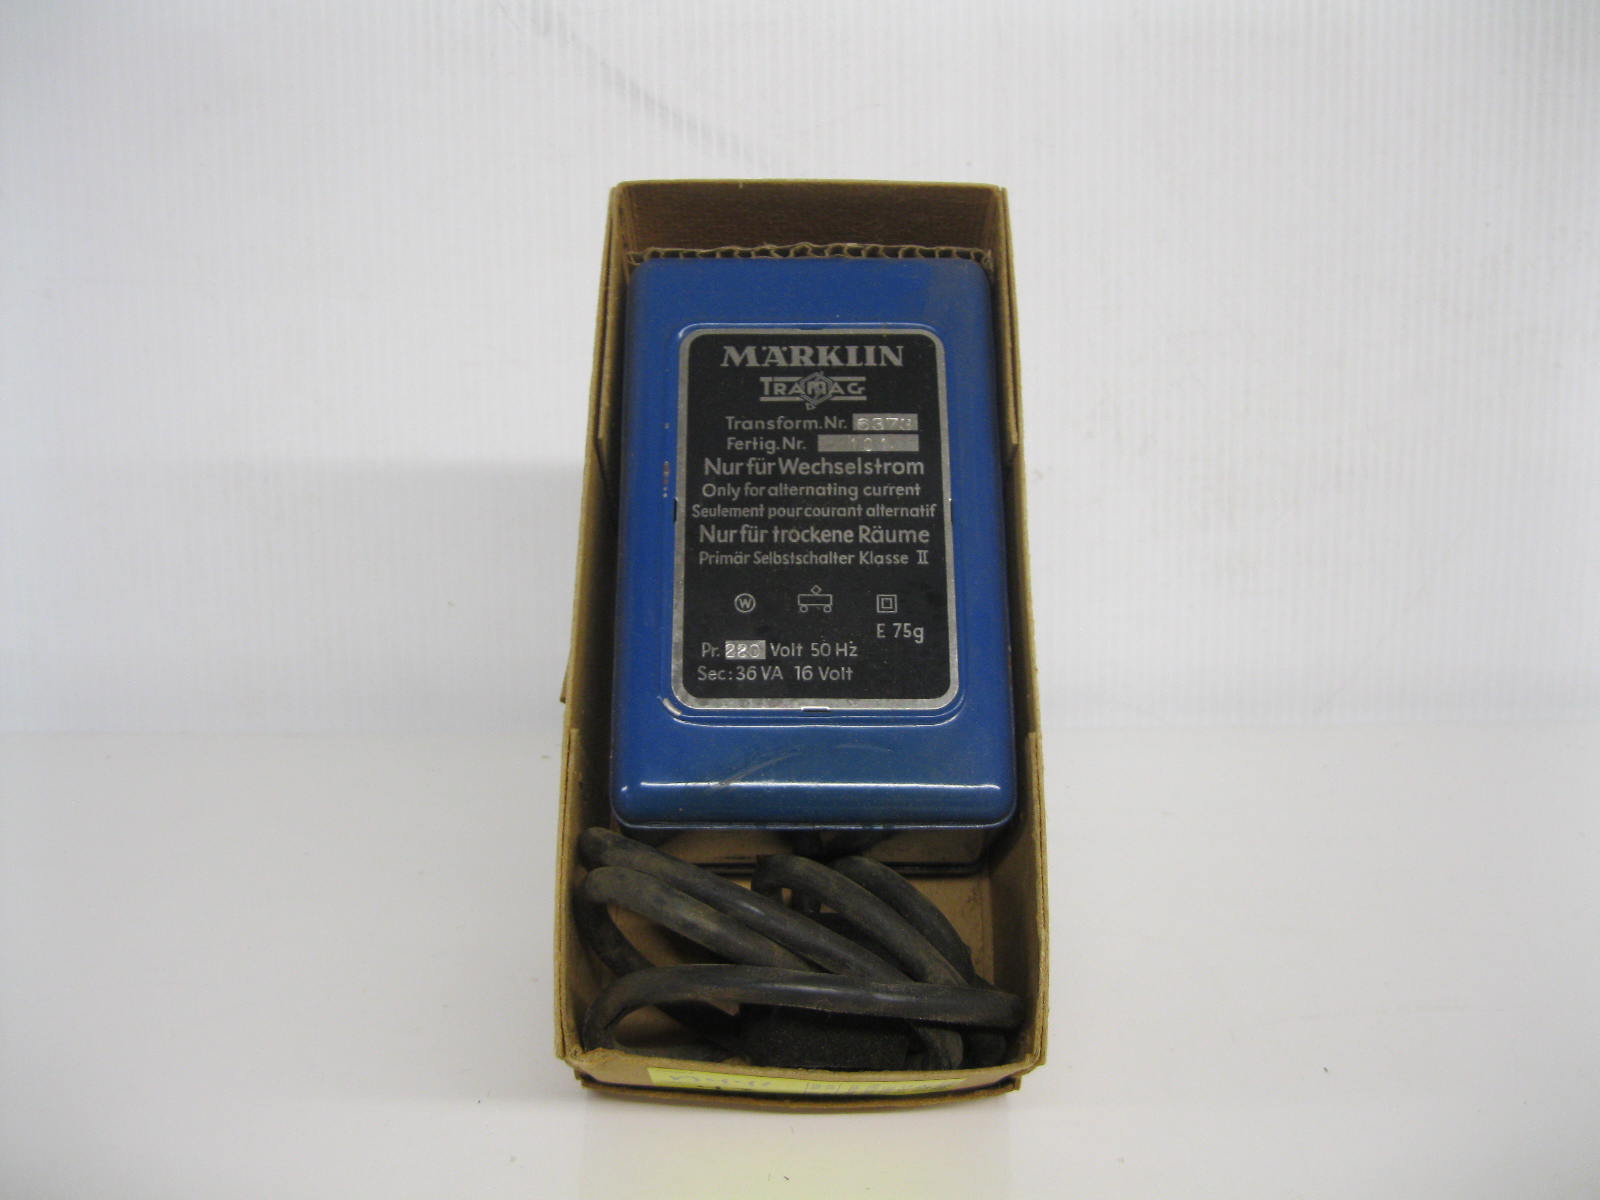 MÄRKLIN
TRAMAG
Transform.Nr.
Fertig.Nr. 101
Nur für Wechselstrom
Only for alternating current
Seulement pour courant alternatif
Nur für trockene Räume
Primär Selbstschalter Klasse II
W
E 75g
Pr. 220 Volt 50 Hz
Sec: 36 VA 16 Volt